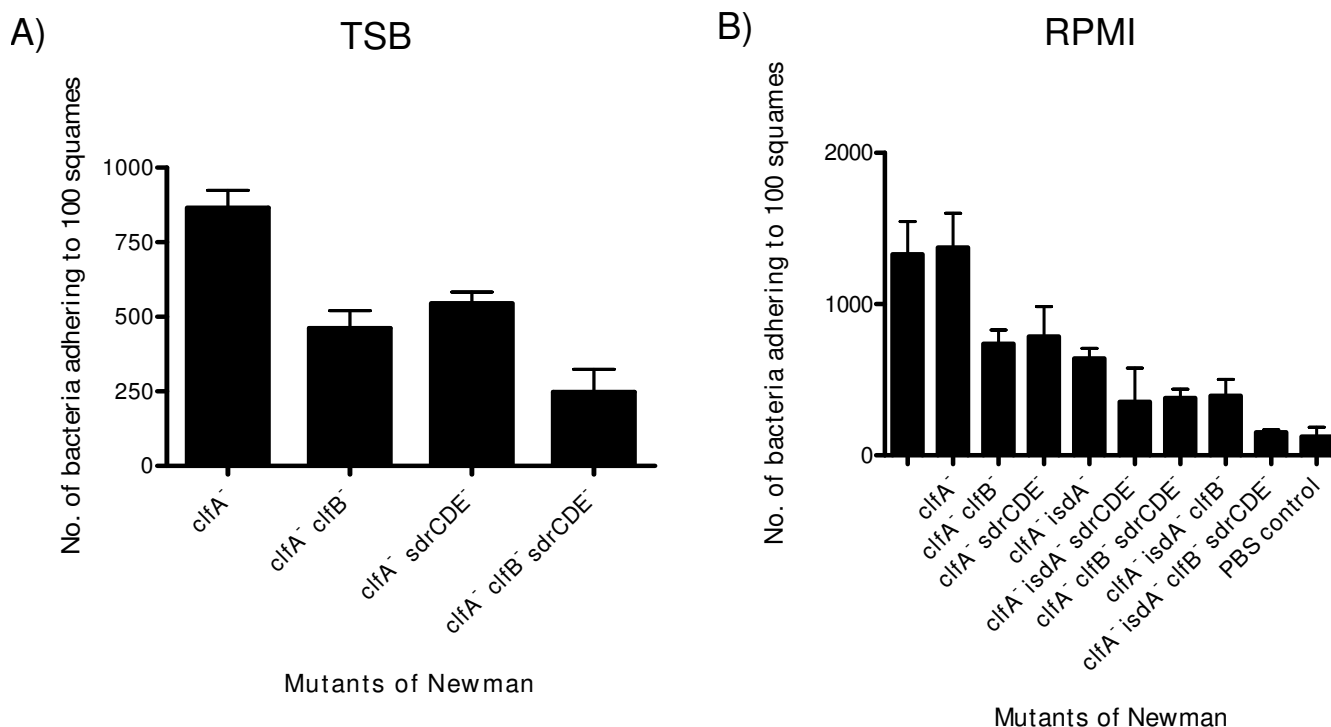 A)
TSB
No. of bacteria adhering to 100 squames
1000
750
500
250
0
clfA⁻
clfA⁻ clfB⁻
clfA⁻ sdrCDE⁻
clfA⁻ clfB⁻ sdrCDE⁻
Mutants of Newman
B)
RPMI
No. of bacteria adhering to 100 squames
2000
1000
0
clfA⁻
clfA⁻ clfB⁻
clfA⁻ sdrCDE⁻
clfA⁻ isdA⁻
clfA⁻ isdA⁻ sdrCDE⁻
clfA⁻ clfB⁻ sdrCDE⁻
clfA⁻ isdA⁻ clfB⁻
clfA⁻ isdA⁻ clfB⁻ sdrCDE⁻
PBS control
Mutants of Newman